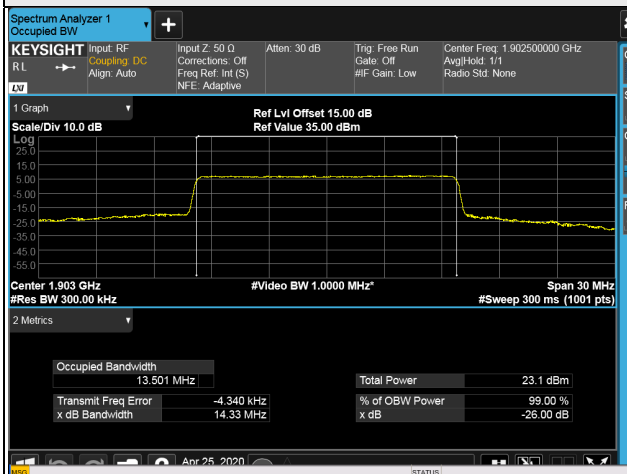 Spectrum Analyzer 1
Occupied BW
KEYSIGHT
R L
LXI
Input: RF
Coupling: DC
Align: Auto
Input Z: 50 Ω
Corrections: Off
Freq Ref: Int (S)
NFE: Adaptive
Atten: 30 dB
Trig: Free Run
Gate: Off
#IF Gain: Low
Center Freq: 1.902500000 GHz
Avg|Hold: 1/1
Radio Std: None
1 Graph
Scale/Div 10.0 dB
Ref Lvl Offset 15.00 dB
Ref Value 35.00 dBm
Log
25.0
15.0
5.00
-5.00
-15.0
-25.0
-35.0
-45.0
-55.0
Center 1.903 GHz
#Video BW 1.0000 MHz*
Span 30 MHz
#Res BW 300.00 kHz
#Sweep 300 ms (1001 pts)
2 Metrics
Occupied Bandwidth
13.501 MHz
Total Power 23.1 dBm
Transmit Freq Error -4.340 kHz
% of OBW Power 99.00 %
x dB Bandwidth 14.33 MHz
x dB -26.00 dB
Apr 25, 2020
MSG
STATUS